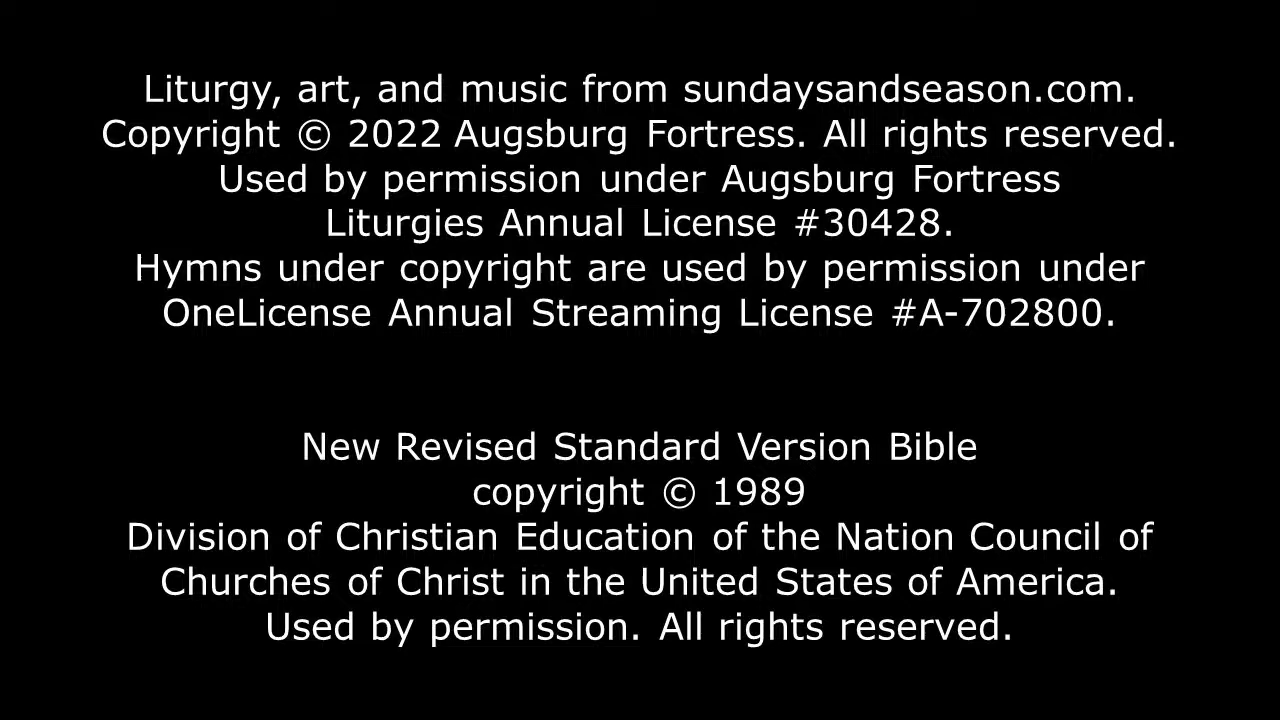 Liturgy, art, and music from sundaysandseason.com.
Copyright © 2022 Augsburg Fortress. All rights reserved.
Used by permission under Augsburg Fortress
Liturgies Annual License #30428.
Hymns under copyright are used by permission under
OneLicense Annual Streaming License #A-702800.
New Revised Standard Version Bible
copyright © 1989
Division of Christian Education of the Nation Council of
Churches of Christ in the United States of America.
Used by permission. All rights reserved.